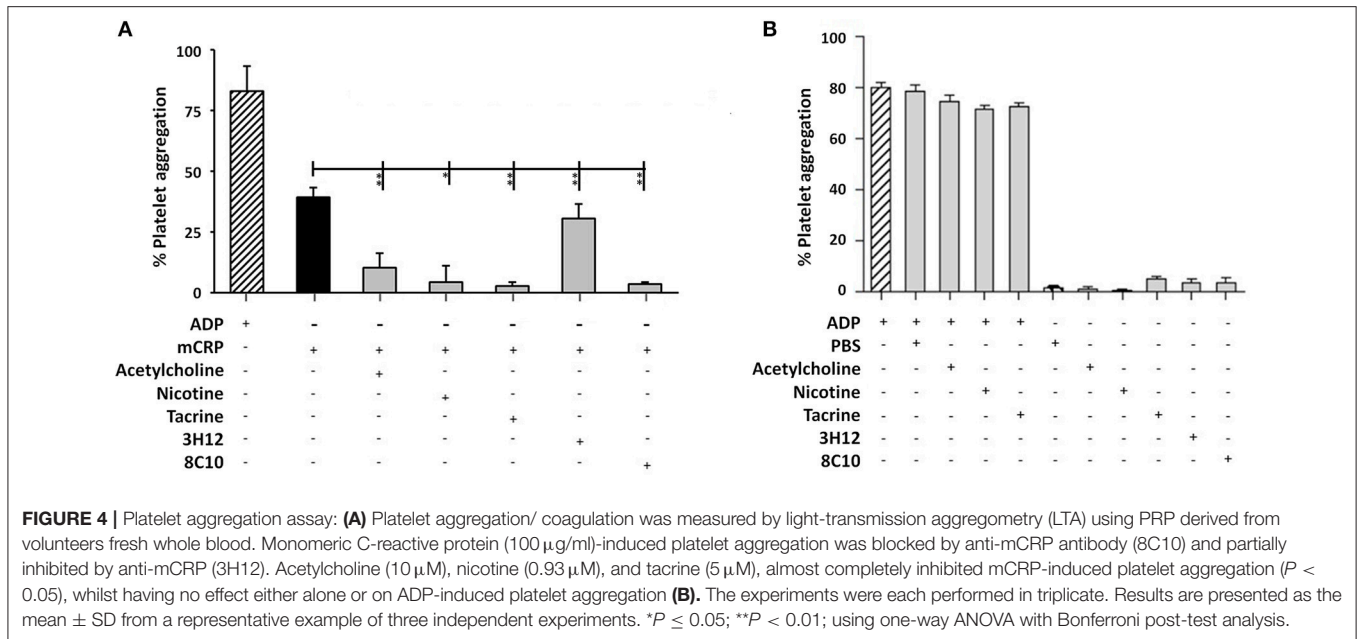 A
B
100
75
50
25
0
% Platelet aggregation
** * ** ** **
ADP + - - - - - -
mCRP - + + + + + +
Acetylcholine - - + - - - -
Nicotine - - - + - - -
Tacrine - - - - + - -
3H12 - - - - - + -
8C10 - - - - - - +
100
80
60
40
20
0
% Platelet aggregation
ADP + + + + + - - - - - -
PBS - + - - - + - - - - -
Acetylcholine - - + - - - + - - - -
Nicotine - - - + - - - + - - -
Tacrine - - - - + - - - + - -
3H12 - - - - - - - - - + -
8C10 - - - - - - - - - - +
FIGURE 4 | Platelet aggregation assay: (A) Platelet aggregation/ coagulation was measured by light-transmission aggregometry (LTA) using PRP derived from
volunteers fresh whole blood. Monomeric C-reactive protein (100 μg/ml)-induced platelet aggregation was blocked by anti-mCRP antibody (8C10) and partially
inhibited by anti-mCRP (3H12). Acetylcholine (10 μM), nicotine (0.93 μM), and tacrine (5 μM), almost completely inhibited mCRP-induced platelet aggregation (P <
0.05), whilst having no effect either alone or on ADP-induced platelet aggregation (B). The experiments were each performed in triplicate. Results are presented as the
mean ± SD from a representative example of three independent experiments. *P ≤ 0.05; **P < 0.01; using one-way ANOVA with Bonferroni post-test analysis.